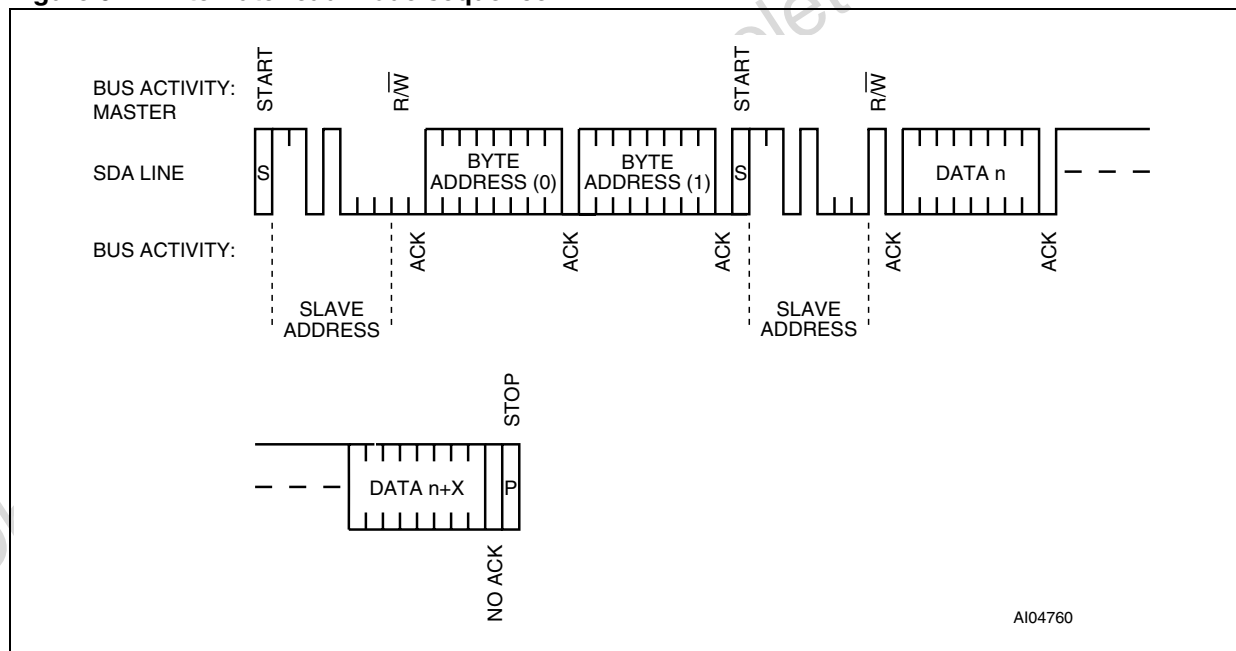 BUS ACTIVITY:
MASTER
START
R/W
START
R/W
SDA LINE
S
BYTE
ADDRESS (0)
BYTE
ADDRESS (1)
S
DATA n
BUS ACTIVITY:
ACK
ACK
ACK
ACK
ACK
SLAVE
ADDRESS
SLAVE
ADDRESS
STOP
DATA n+X
P
NO ACK
AI04760